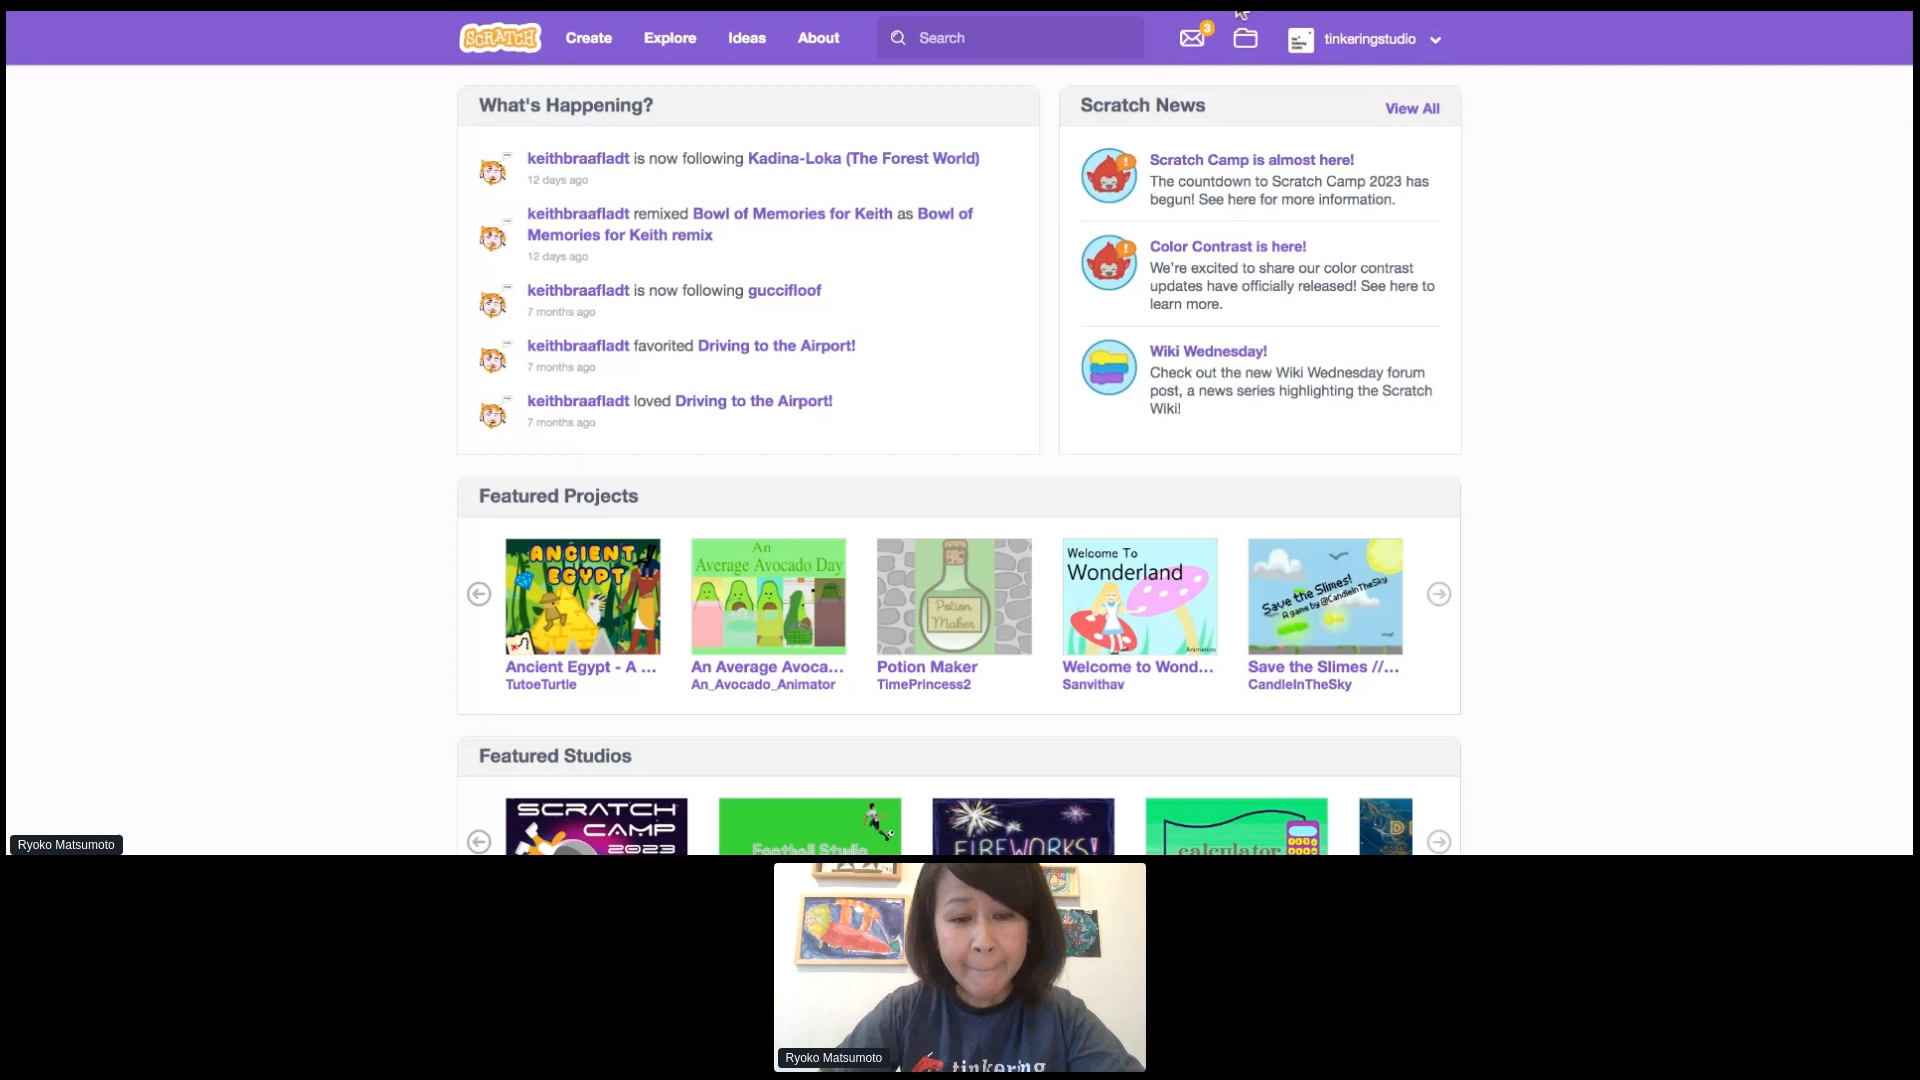 SCRATCH Create Explore Ideas About Search 3 tinkeringstudio
What's Happening?
keithbraafladt is now following Kadina-Loka (The Forest World)
12 days ago
keithbraafladt remixed Bowl of Memories for Keith as Bowl of
Memories for Keith remix
12 days ago
keithbraafladt is now following guccifloof
7 months ago
keithbraafladt favorited Driving to the Airport!
7 months ago
keithbraafladt loved Driving to the Airport!
7 months ago
Scratch News View All
Scratch Camp is almost here!
The countdown to Scratch Camp 2023 has
begun! See here for more information.
Color Contrast is here!
We're excited to share our color contrast
updates have officially released! See here to
learn more.
Wiki Wednesday!
Check out the new Wiki Wednesday forum
post, a news series highlighting the Scratch
Wiki!
Featured Projects
ANCIENT
EGYPT
An
Average Avocado Day
Potion
Maker
Welcome To
Wonderland
Animation
Save the Slimes!
A game by @CandleInTheSky
Ancient Egypt - A ... An Average Avoca... Potion Maker Welcome to Wond... Save the Slimes //...
TutoeTurtle An_Avocado_Animator TimePrincess2 Sanvithav CandleInTheSky
Featured Studios
SCRATCH
CAMP
2023
Football Studio
FIREWORKS!
calculator
Ryoko Matsumoto
Ryoko Matsumoto
tinkering